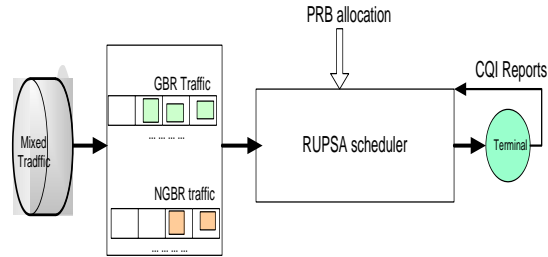 PRB allocation
CQI Reports
GBR Traffic
... ... ... ...
Mixed
Tradffic
RUPSA scheduler
Terminal
NGBR traffic
... ... ... ...